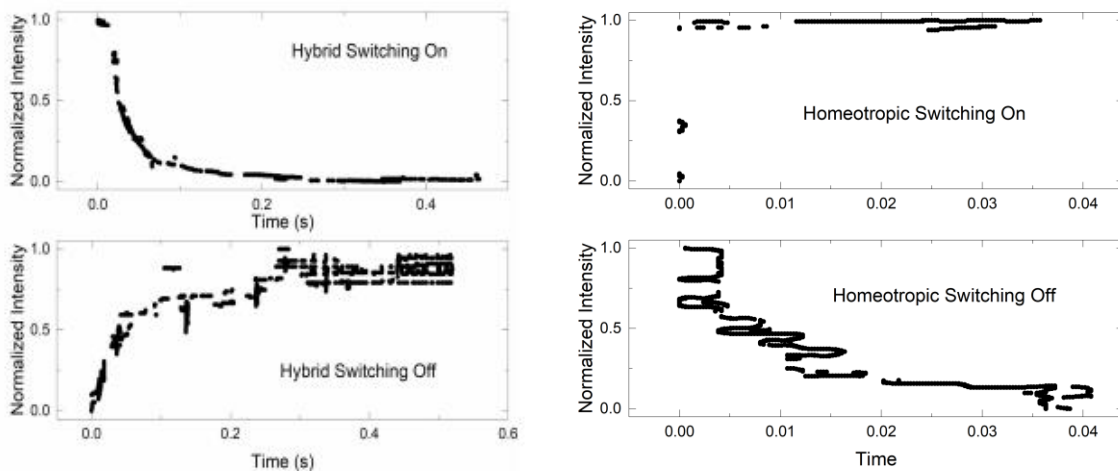 Normalized Intensity
1.0
0.5
0.0
Hybrid Switching On
0.0
0.2
0.4
Time (s)
Normalized Intensity
1.0
0.5
0.0
Hybrid Switching Off
0.0
0.2
0.4
0.6
Time (s)
Normalized Intensity
1.0
0.5
0.0
Homeotropic Switching On
0.00
0.01
0.02
0.03
0.04
Normalized Intensity
1.0
0.5
0.0
Homeotropic Switching Off
0.00
0.01
0.02
0.03
0.04
Time